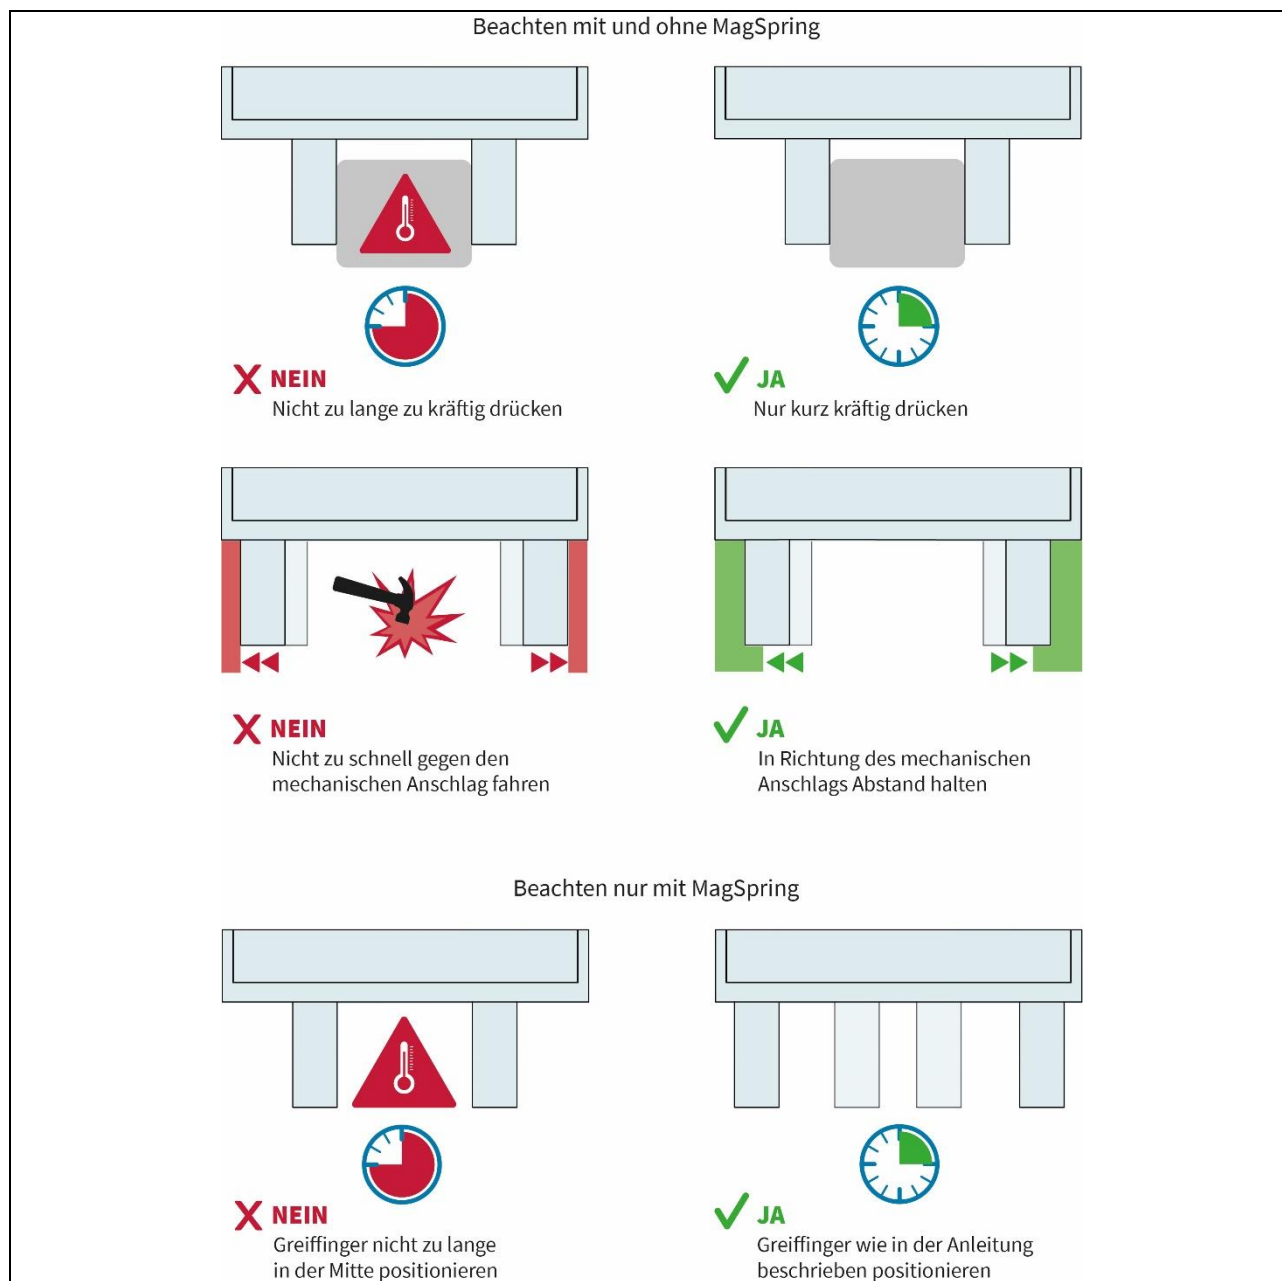 Beachten mit und ohne MagSpring
NEIN
Nicht zu lange zu kräftig drücken
JA
Nur kurz kräftig drücken
NEIN
Nicht zu schnell gegen den
mechanischen Anschlag fahren
JA
In Richtung des mechanischen
Anschlags Abstand halten
Beachten nur mit MagSpring
NEIN
Greiffinger nicht zu lange
in der Mitte positionieren
JA
Greiffinger wie in der Anleitung
beschrieben positionieren